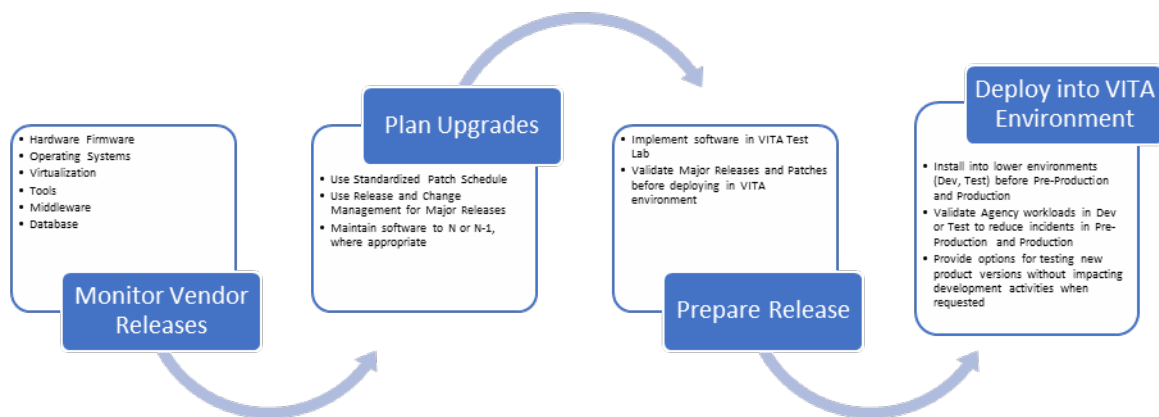 • Hardware Firmware
• Operating Systems
• Virtualization
• Tools
• Middleware
• Database
Monitor Vendor
Releases
Plan Upgrades
• Use Standardized Patch Schedule
• Use Release and Change
Management for Major Releases
• Maintain software to N or N-1,
where appropriate
• Implement software in VITA Test
Lab
• Validate Major Releases and Patches
before deploying in VITA
environment
Prepare Release
Deploy into VITA
Environment
• Install into lower environments
(Dev, Test) before Pre-Production
and Production
• Validate Agency workloads in Dev
or Test to reduce incidents in Pre-
Production and Production
• Provide options for testing new
product versions without impacting
development activities when
requested